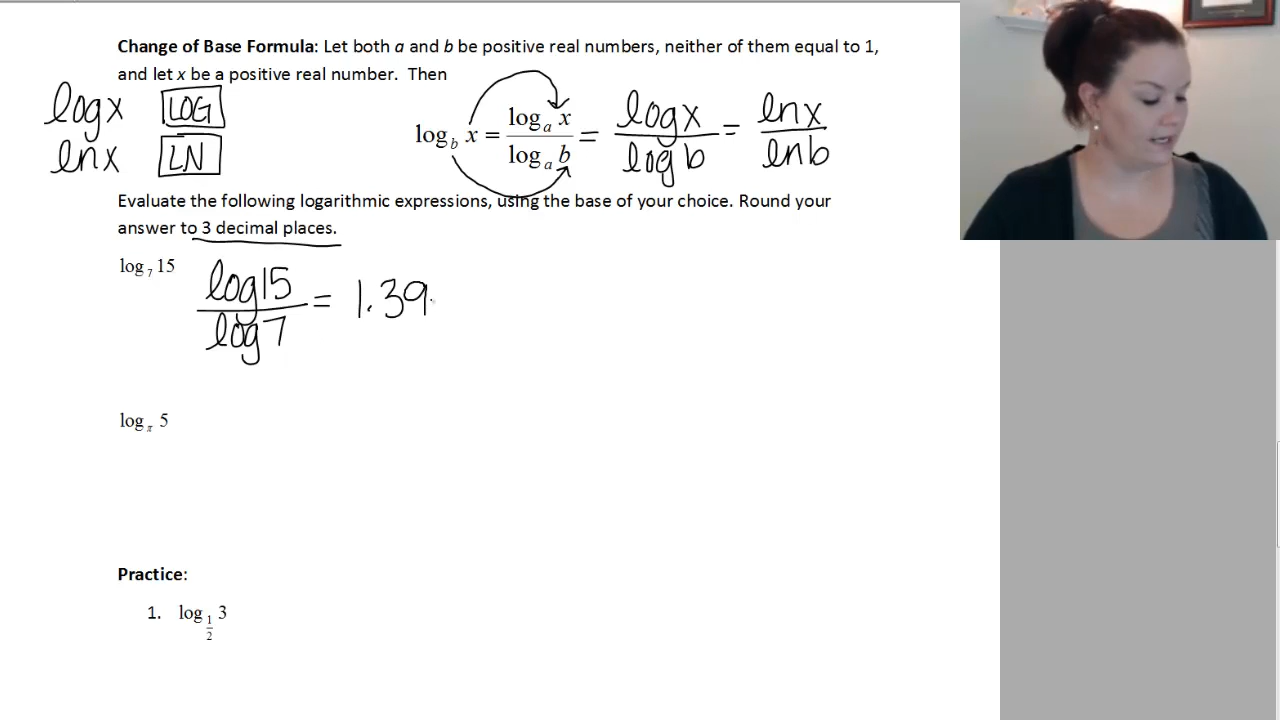 Change of Base Formula: Let both a and b be positive real numbers, neither of them equal to 1,
and let x be a positive real number. Then
log x LOG
ln x LN
log_b x = log_a x / log_a b = log x / log b = ln x / ln b
Evaluate the following logarithmic expressions, using the base of your choice. Round your
answer to 3 decimal places.
log_7 15 log 15 / log 7 = 1.39
log_π 5
Practice:
1. log_1/2 3